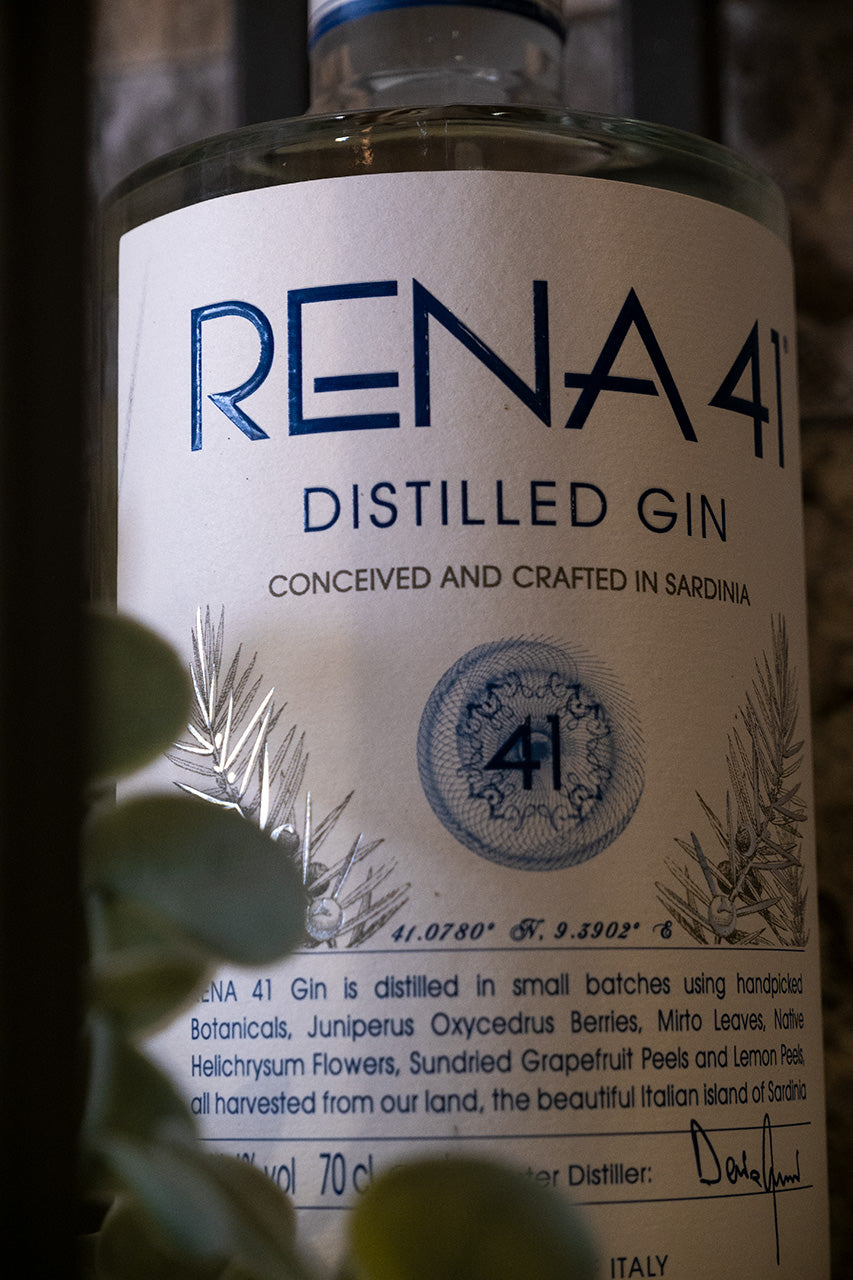 RENA 41°
DISTILLED GIN
CONCEIVED AND CRAFTED IN SARDINIA
41
41.0780° N. 9.3902° E
RENA 41 Gin is distilled in small batches using handpicked
Botanicals, Juniperus Oxycedrus Berries, Mirto Leaves, Native
Helichrysum Flowers, Sundried Grapefruit Peels and Lemon Peels,
all harvested from our land, the beautiful Italian island of Sardinia
vol 70 cl Distiller:
ITALY